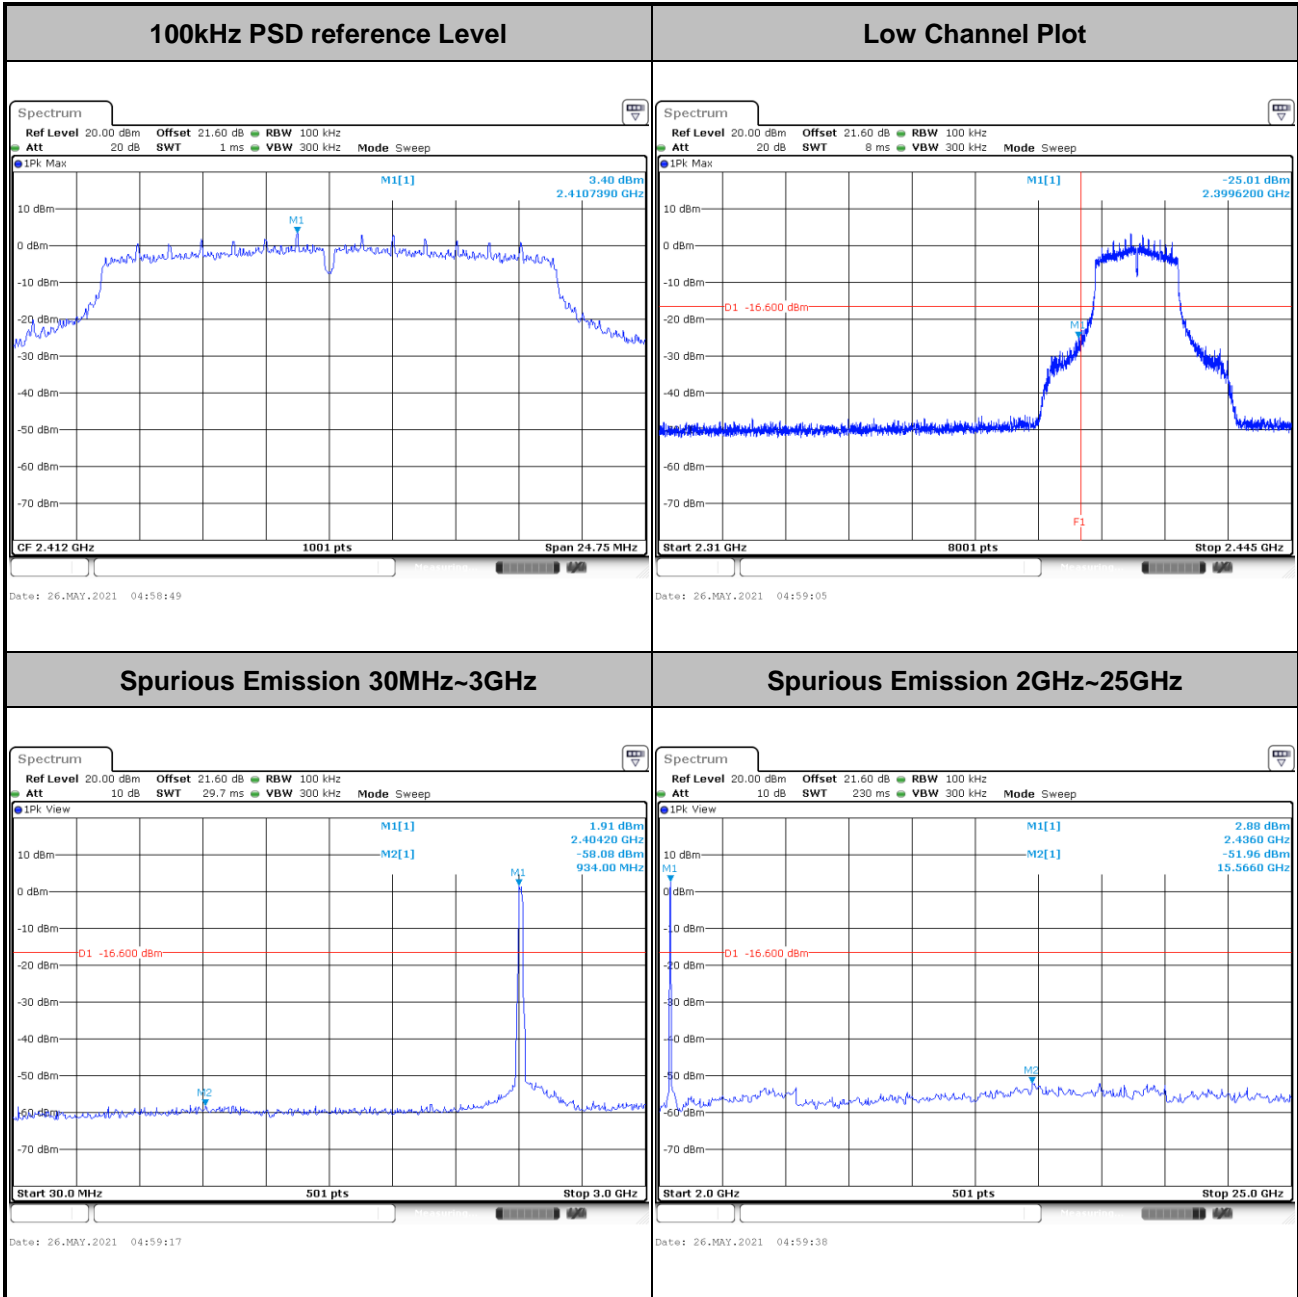 100kHz PSD reference Level
Spectrum
Ref Level 20.00 dBm Offset 21.60 dB RBW 100 kHz
Att 20 dB SWT 1 ms VBW 300 kHz Mode Sweep
1Pk Max
M1[1] 3.40 dBm
2.4107390 GHz
10 dBm
M1
0 dBm
-10 dBm
-20 dBm
-30 dBm
-40 dBm
-50 dBm
-60 dBm
-70 dBm
CF 2.412 GHz 1001 pts Span 24.75 MHz
Measuring...
Date: 26.MAY.2021 04:58:49
Low Channel Plot
Spectrum
Ref Level 20.00 dBm Offset 21.60 dB RBW 100 kHz
Att 20 dB SWT 8 ms VBW 300 kHz Mode Sweep
1Pk Max
M1[1] -25.01 dBm
2.3996200 GHz
10 dBm
0 dBm
-10 dBm
D1 -16.600 dBm
-20 dBm
M1
-30 dBm
-40 dBm
-50 dBm
-60 dBm
-70 dBm
F1
Start 2.31 GHz 8001 pts Stop 2.445 GHz
Measuring...
Date: 26.MAY.2021 04:59:05
Spurious Emission 30MHz~3GHz
Spectrum
Ref Level 20.00 dBm Offset 21.60 dB RBW 100 kHz
Att 10 dB SWT 29.7 ms VBW 300 kHz Mode Sweep
1Pk View
M1[1] 1.91 dBm
2.40420 GHz
10 dBm
M2[1] -58.08 dBm
934.00 MHz
M1
0 dBm
-10 dBm
D1 -16.600 dBm
-20 dBm
-30 dBm
-40 dBm
-50 dBm
M2
-60 dBm
-70 dBm
Start 30.0 MHz 501 pts Stop 3.0 GHz
Measuring...
Date: 26.MAY.2021 04:59:17
Spurious Emission 2GHz~25GHz
Spectrum
Ref Level 20.00 dBm Offset 21.60 dB RBW 100 kHz
Att 10 dB SWT 230 ms VBW 300 kHz Mode Sweep
1Pk View
M1[1] 2.88 dBm
2.4360 GHz
10 dBm
M2[1] -51.96 dBm
15.5660 GHz
M1
0 dBm
-10 dBm
D1 -16.600 dBm
-20 dBm
-30 dBm
-40 dBm
-50 dBm
M2
-60 dBm
-70 dBm
Start 2.0 GHz 501 pts Stop 25.0 GHz
Measuring...
Date: 26.MAY.2021 04:59:38